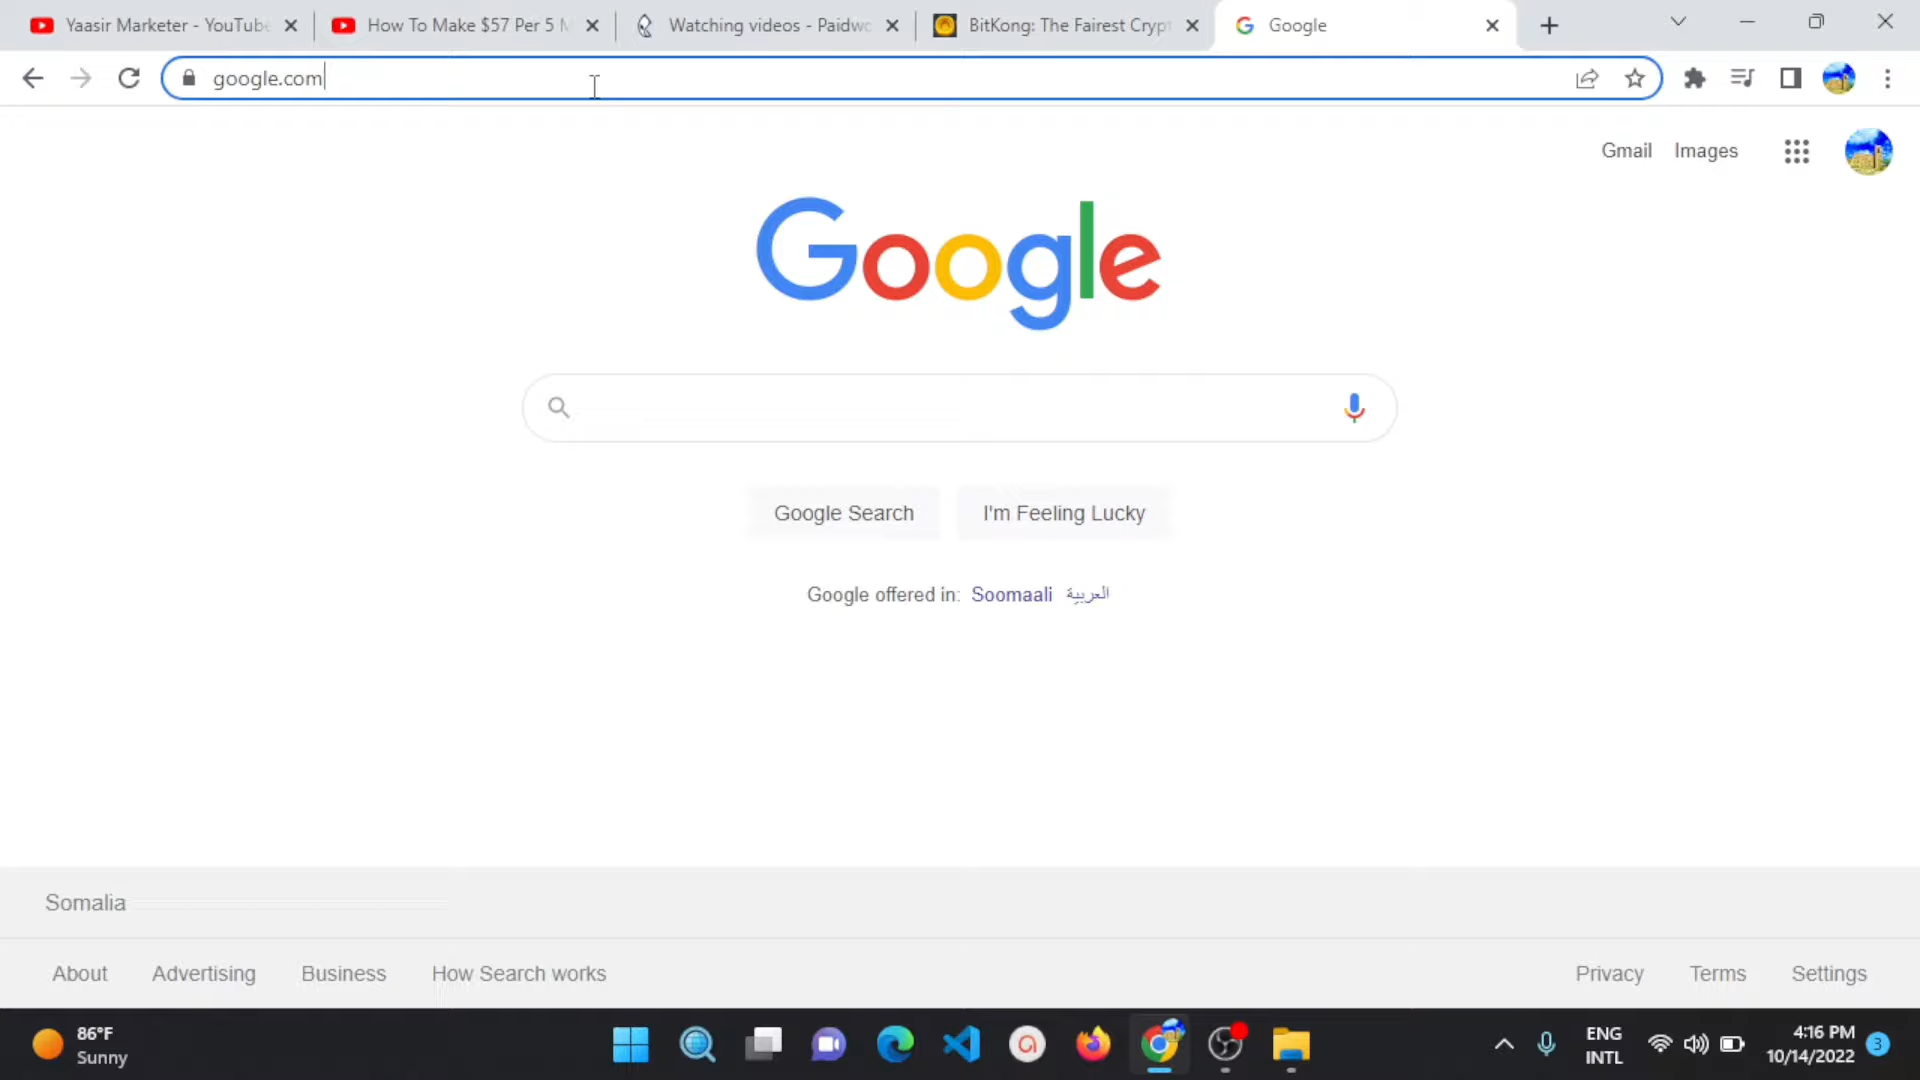 Yaasir Marketer - YouTube
How To Make $57 Per 5 M
Watching videos - Paidwo
BitKong: The Fairest Crypt
Google
google.com
Gmail Images
Google
Google Search I'm Feeling Lucky
Google offered in: Soomaali العربية
Somalia
About Advertising Business How Search works Privacy Terms Settings
86°F
Sunny
ENG
INTL
4:16 PM
10/14/2022
3